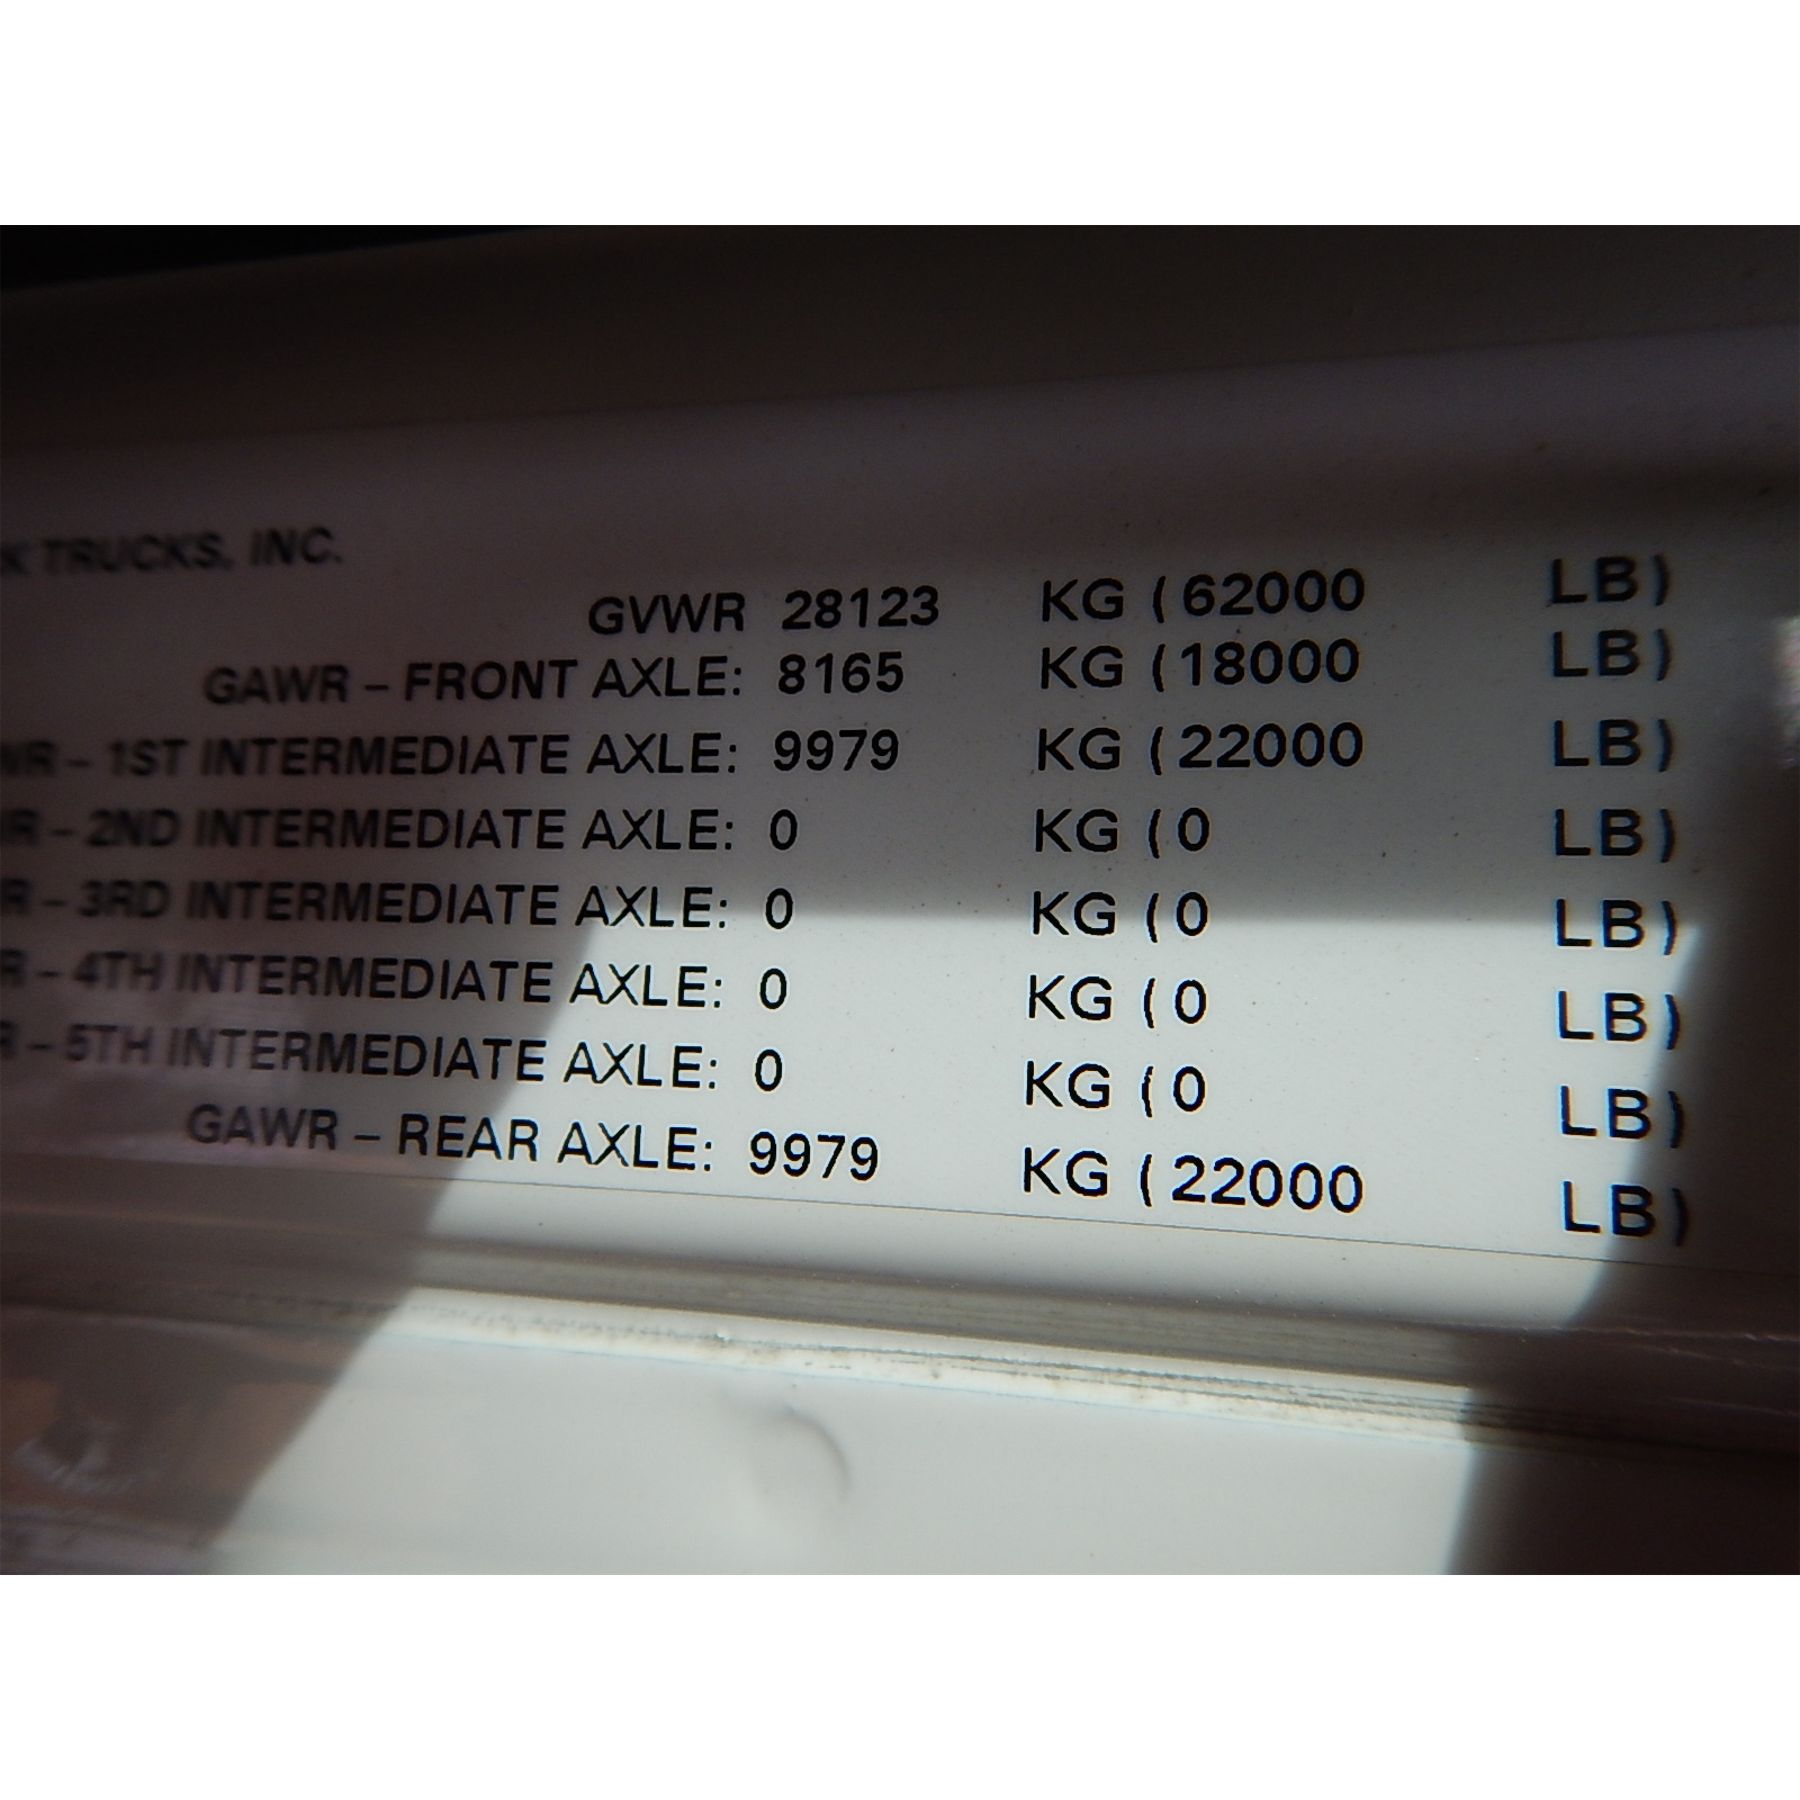 K TRUCKS, INC.
GVWR 28123 KG (62000 LB)
GAWR – FRONT AXLE: 8165 KG (18000 LB)
WR – 1ST INTERMEDIATE AXLE: 9979 KG (22000 LB)
R – 2ND INTERMEDIATE AXLE: 0 KG (0 LB)
R – 3RD INTERMEDIATE AXLE: 0 KG (0 LB)
R – 4TH INTERMEDIATE AXLE: 0 KG (0 LB)
R – 5TH INTERMEDIATE AXLE: 0 KG (0 LB)
GAWR – REAR AXLE: 9979 KG (22000 LB)